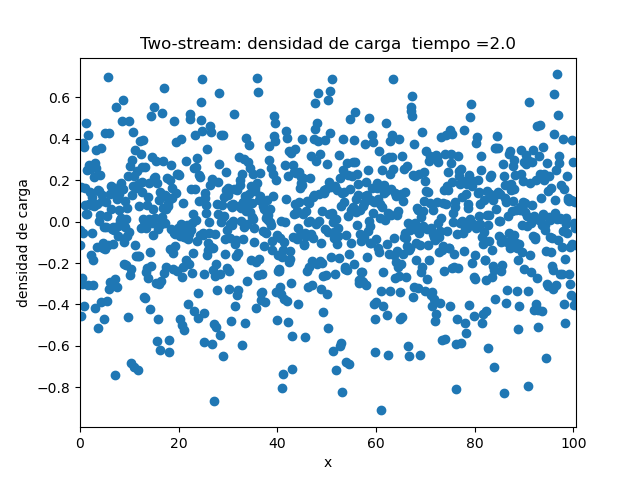 Two-stream: densidad de carga  tiempo =2.0
densidad de carga
0.6
0.4
0.2
0.0
−0.2
−0.4
−0.6
−0.8
0 20 40 60 80 100
x